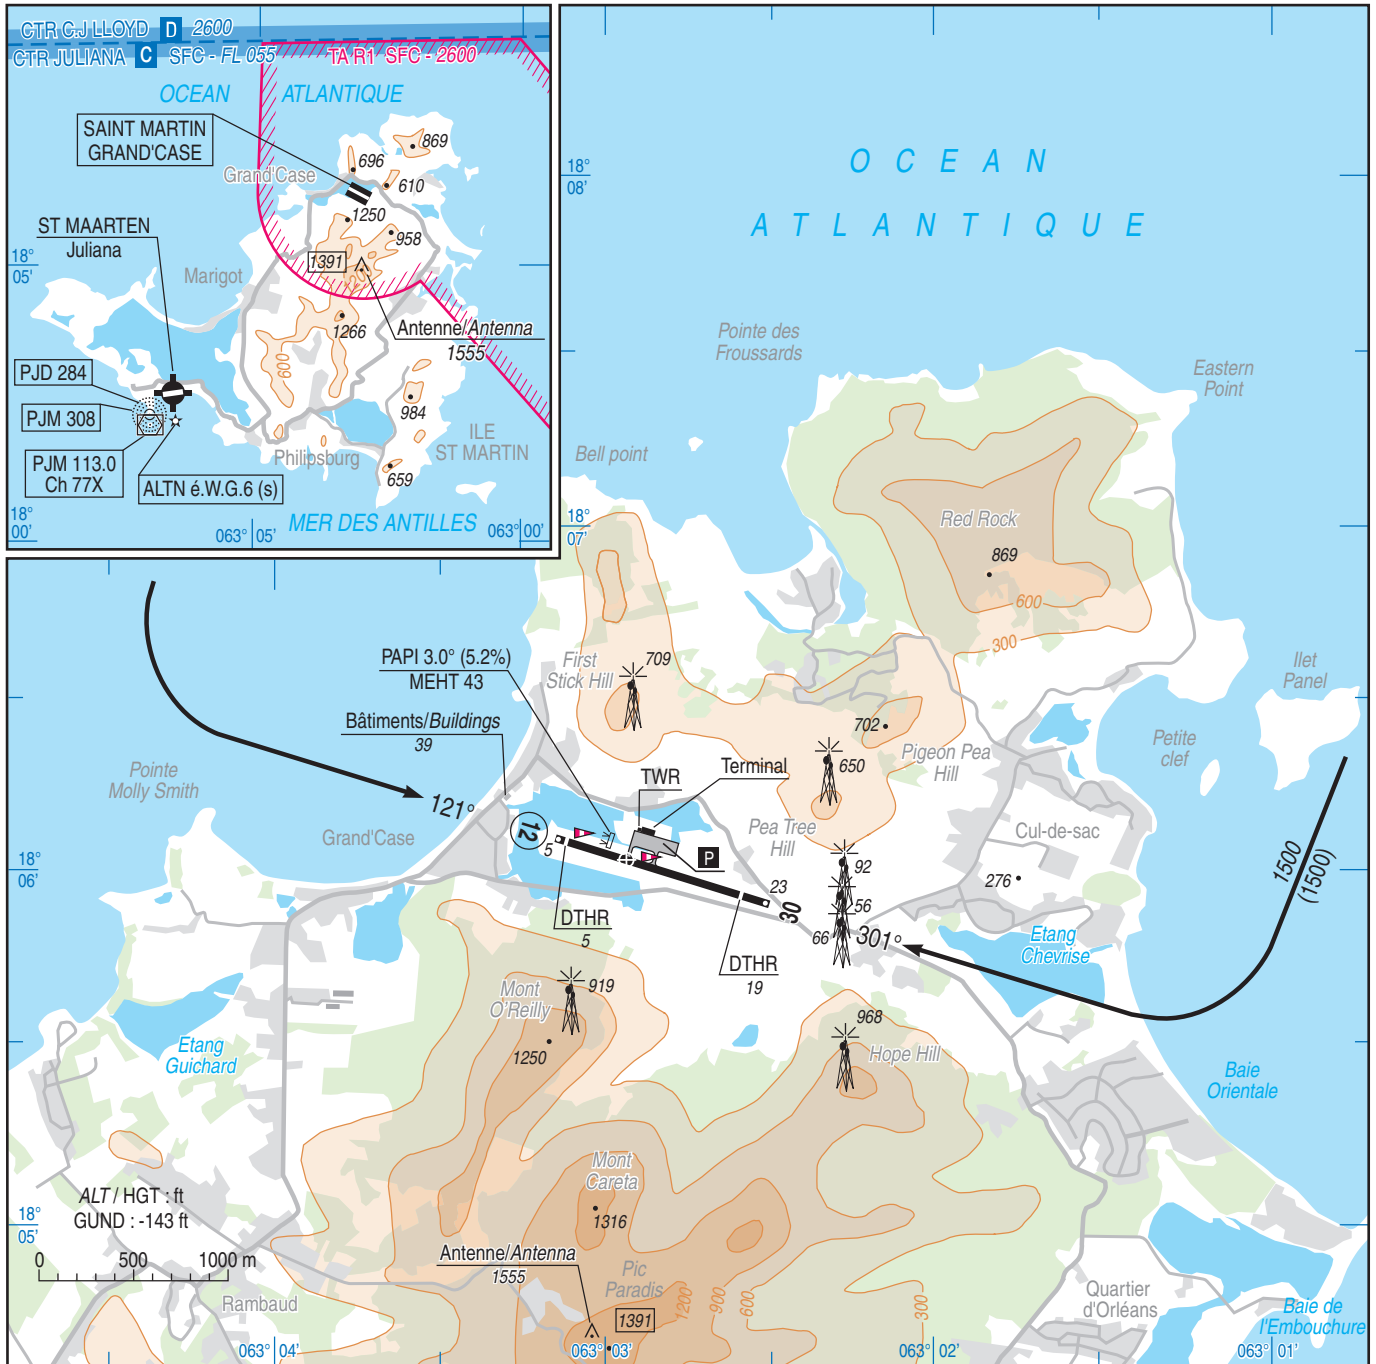 CTR C.J LLOYD D 2600
CTR JULIANA C SFC - FL 055
TA R1 SFC - 2600
OCEAN ATLANTIQUE
SAINT MARTIN
GRAND'CASE
869
696
Grand'Case
610
1250
958
ST MAARTEN
Juliana
18°
05'
1391
1200
Marigot
Antenne/Antenna
1555
1266
600
PJD 284
984
PJM 308
ILE
ST MARTIN
PJM 113.0
Ch 77X
Philipsburg
659
ALTN é.W.G.6 (s)
18°
00'
MER DES ANTILLES
063° 05'
063° 00'
OCEAN
ATLANTIQUE
18°
08'
Pointe des
Froussards
Eastern
Point
Bell point
18°
07'
Red Rock
869
600
300
PAPI 3.0° (5.2%)
MEHT 43
First
Stick Hill
709
Ilet
Panel
Bâtiments/Buildings
39
702
Pigeon Pea
Hill
Petite
clef
650
Pointe
Molly Smith
TWR
Terminal
121°
Grand'Case
12
5
Pea Tree
Hill
Cul-de-sac
P
18°
06'
92
276
1500
(1500)
23
30
56
66
301°
DTHR
5
DTHR
19
Etang
Chevrise
Mont
O'Reilly
919
1250
968
Hope Hill
Etang
Guichard
Baie
Orientale
Mont
Careta
1316
ALT / HGT : ft
GUND : -143 ft
18°
05'
0 500 1000 m
Antenne/Antenna
1555
Pic
Paradis
1391
1200
900
600
300
Rambaud
Quartier
d'Orléans
Baie de
l'Embouchure
063° 04'
063° 03'
063° 02'
063° 01'